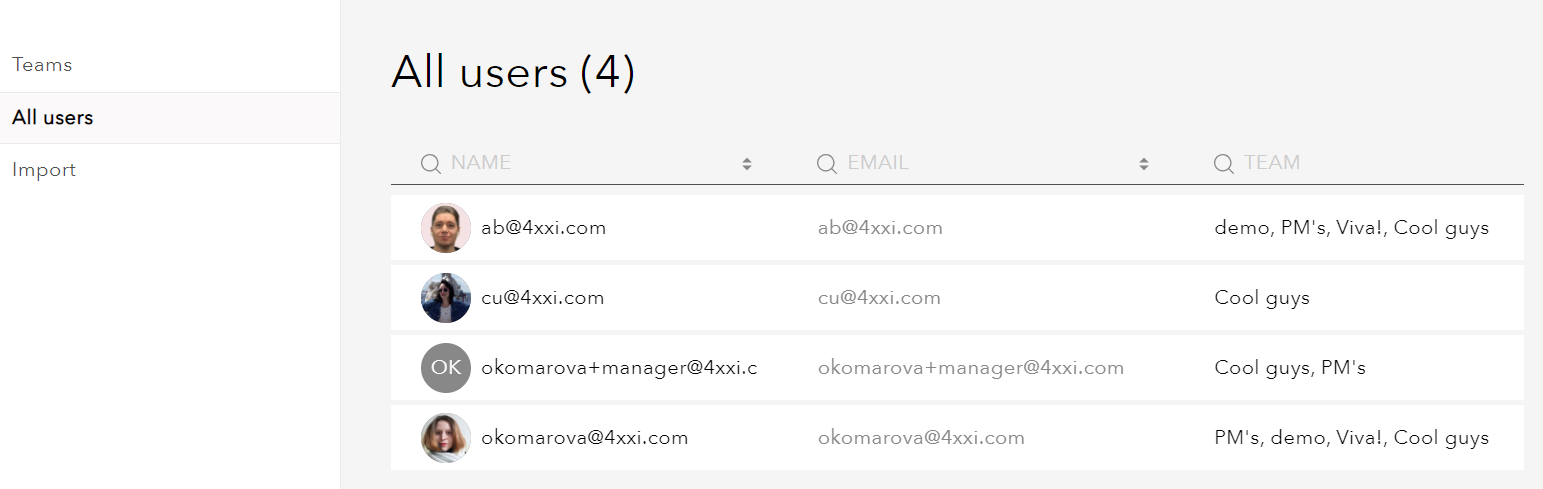 Teams
All users
Import
All users (4)
NAME EMAIL TEAM
ab@4xxi.com ab@4xxi.com demo, PM's, Viva!, Cool guys
cu@4xxi.com cu@4xxi.com Cool guys
OK okomarova+manager@4xxi.c okomarova+manager@4xxi.com Cool guys, PM's
okomarova@4xxi.com okomarova@4xxi.com PM's, demo, Viva!, Cool guys